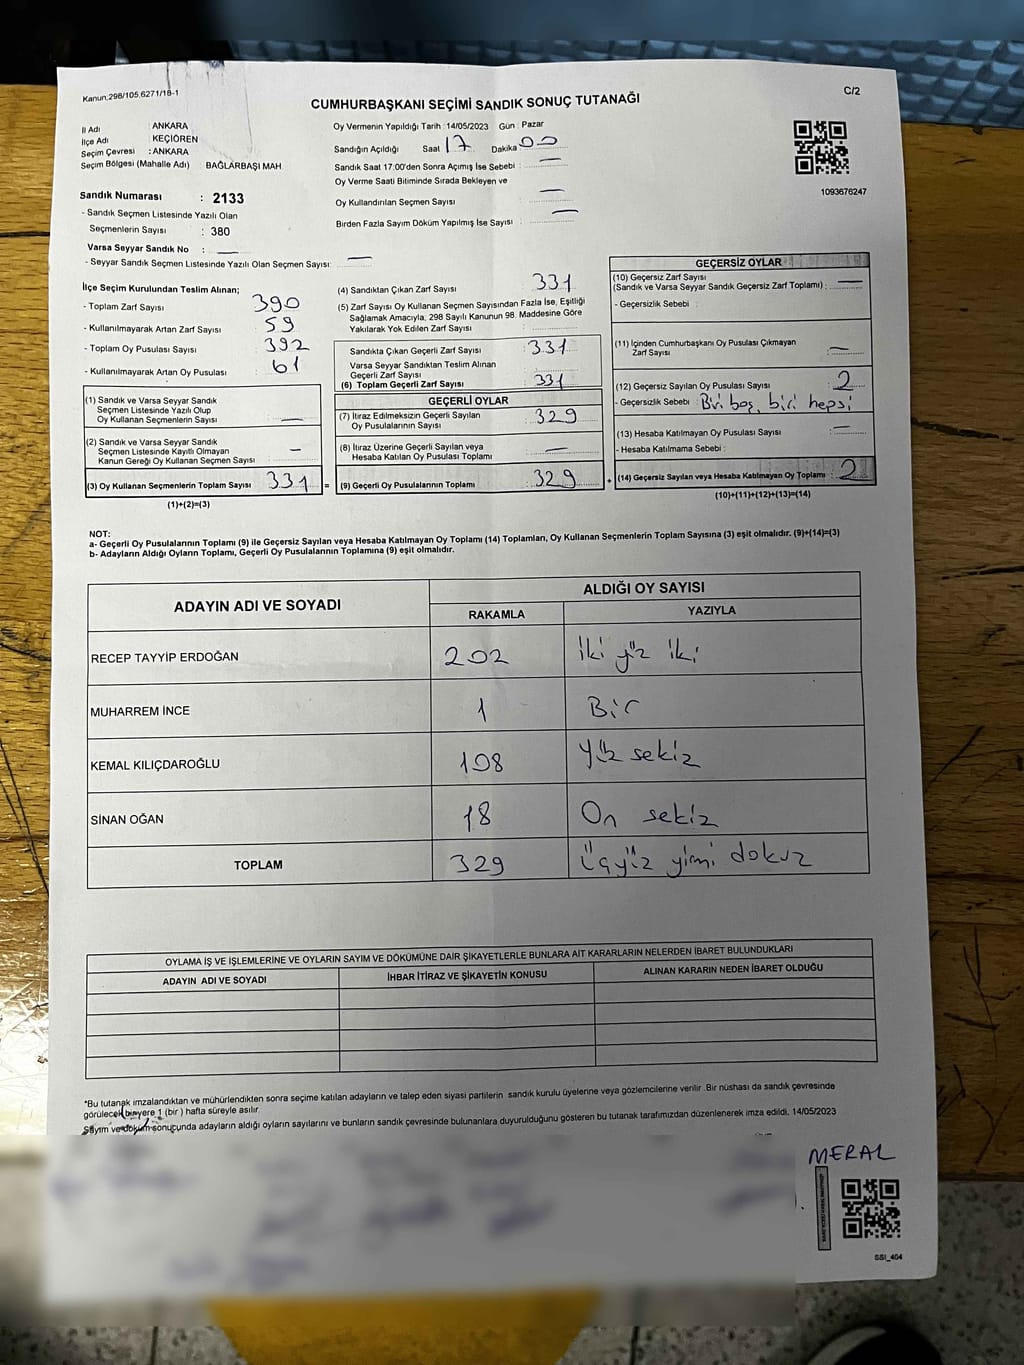 Kanun:298/105,6271/18-1
C/2
CUMHURBAŞKANI SEÇİMİ SANDIK SONUÇ TUTANAĞI
İl Adı : ANKARA
İlçe Adı : KEÇİÖREN
Seçim Çevresi : ANKARA
Seçim Bölgesi (Mahalle Adı) BAĞLARBAŞI MAH
Oy Vermenin Yapıldığı Tarih :14/05/2023 Gün : Pazar
Sandığın Açıldığı Saat 17 Dakika 00
Sandık Saat 17.00'den Sonra Açımış İse Sebebi : —
Oy Verme Saati Bitiminde Sırada Bekleyen ve
Oy Kullandırılan Seçmen Sayısı —
Birden Fazla Sayım Döküm Yapılmış İse Sayısı : —
1093676247
Sandık Numarası : 2133
- Sandık Seçmen Listesinde Yazılı Olan
Seçmenlerin Sayısı : 380
Varsa Seyyar Sandık No : —
- Seyyar Sandık Seçmen Listesinde Yazılı Olan Seçmen Sayısı: —
İlçe Seçim Kurulundan Teslim Alınan;
- Toplam Zarf Sayısı 390
- Kullanılmayarak Artan Zarf Sayısı 59
- Toplam Oy Pusulası Sayısı 392
- Kullanılmayarak Artan Oy Pusulası 61
(1) Sandık ve Varsa Seyyar Sandık
Seçmen Listesinde Yazılı Olup
Oy Kullanan Seçmenlerin Sayısı —
(2) Sandık ve Varsa Seyyar Sandık
Seçmen Listesinde Kayıtlı Olmayan
Kanun Gereği Oy Kullanan Seçmen Sayısı —
(3) Oy Kullanan Seçmenlerin Toplam Sayısı 331 =
(1)+(2)=(3)
(4) Sandıktan Çıkan Zarf Sayısı 331
(5) Zarf Sayısı Oy Kullanan Seçmen Sayısından Fazla İse, Eşitliği
Sağlamak Amacıyla, 298 Sayılı Kanunun 98. Maddesine Göre
Yakılarak Yok Edilen Zarf Sayısı
Sandıkta Çıkan Geçerli Zarf Sayısı 331
Varsa Seyyar Sandıktan Teslim Alınan
Geçerli Zarf Sayısı
(6) Toplam Geçerli Zarf Sayısı 331
GEÇERLİ OYLAR
(7) İtiraz Edilmeksizin Geçerli Sayılan
Oy Pusulalarının Sayısı 329
(8) İtiraz Üzerine Geçerli Sayılan veya
Hesaba Katılan Oy Pusulası Toplamı —
(9) Geçerli Oy Pusulalarının Toplamı 329 +
GEÇERSİZ OYLAR
(10) Geçersiz Zarf Sayısı
(Sandık ve Varsa Seyyar Sandık Geçersiz Zarf Toplamı) : —
- Geçersizlik Sebebi :
(11) İçinden Cumhurbaşkanı Oy Pusulası Çıkmayan
Zarf Sayısı —
(12) Geçersiz Sayılan Oy Pusulası Sayısı 2
- Geçersizlik Sebebi : Biri boş, biri hepsi
(13) Hesaba Katılmayan Oy Pusulası Sayısı —
- Hesaba Katılmama Sebebi :
(14) Geçersiz Sayılan veya Hesaba Katılmayan Oy Toplamı 2
(10)+(11)+(12)+(13)=(14)
NOT:
a- Geçerli Oy Pusulalarının Toplamı (9) ile Geçersiz Sayılan veya Hesaba Katılmayan Oy Toplamı (14) Toplamları, Oy Kullanan Seçmenlerin Toplam Sayısına (3) eşit olmalıdır. (9)+(14)=(3)
b- Adayların Aldığı Oyların Toplamı, Geçerli Oy Pusulalarının Toplamına (9) eşit olmalıdır.
ADAYIN ADI VE SOYADI
ALDIĞI OY SAYISI
RAKAMLA YAZIYLA
RECEP TAYYİP ERDOĞAN 202 İki yüz iki
MUHARREM İNCE 1 Bir
KEMAL KILIÇDAROĞLU 108 Yüz sekiz
SİNAN OĞAN 18 On sekiz
TOPLAM 329 Üçyüz yirmi dokuz
OYLAMA İŞ VE İŞLEMLERİNE VE OYLARIN SAYIM VE DÖKÜMÜNE DAİR ŞİKAYETLERLE BUNLARA AİT KARARLARIN NELERDEN İBARET BULUNDUKLARI
ADAYIN ADI VE SOYADI İHBAR İTİRAZ VE ŞİKAYETİN KONUSU ALINAN KARARIN NEDEN İBARET OLDUĞU
*Bu tutanak imzalandıktan ve mühürlendikten sonra seçime katılan adayların ve talep eden siyasi partilerin sandık kurulu üyelerine veya gözlemcilerine verilir .Bir nüshası da sandık çevresinde
görülecek bir yere 1 (bir ) hafta süreyle asılır.
Sayım ve döküm sonucunda adayların aldığı oyların sayılarını ve bunların sandık çevresinde bulunanlara duyurulduğunu gösteren bu tutanak tarafımızdan düzenlenerek imza edildi. 14/05/2023
MERAL
SSI_404